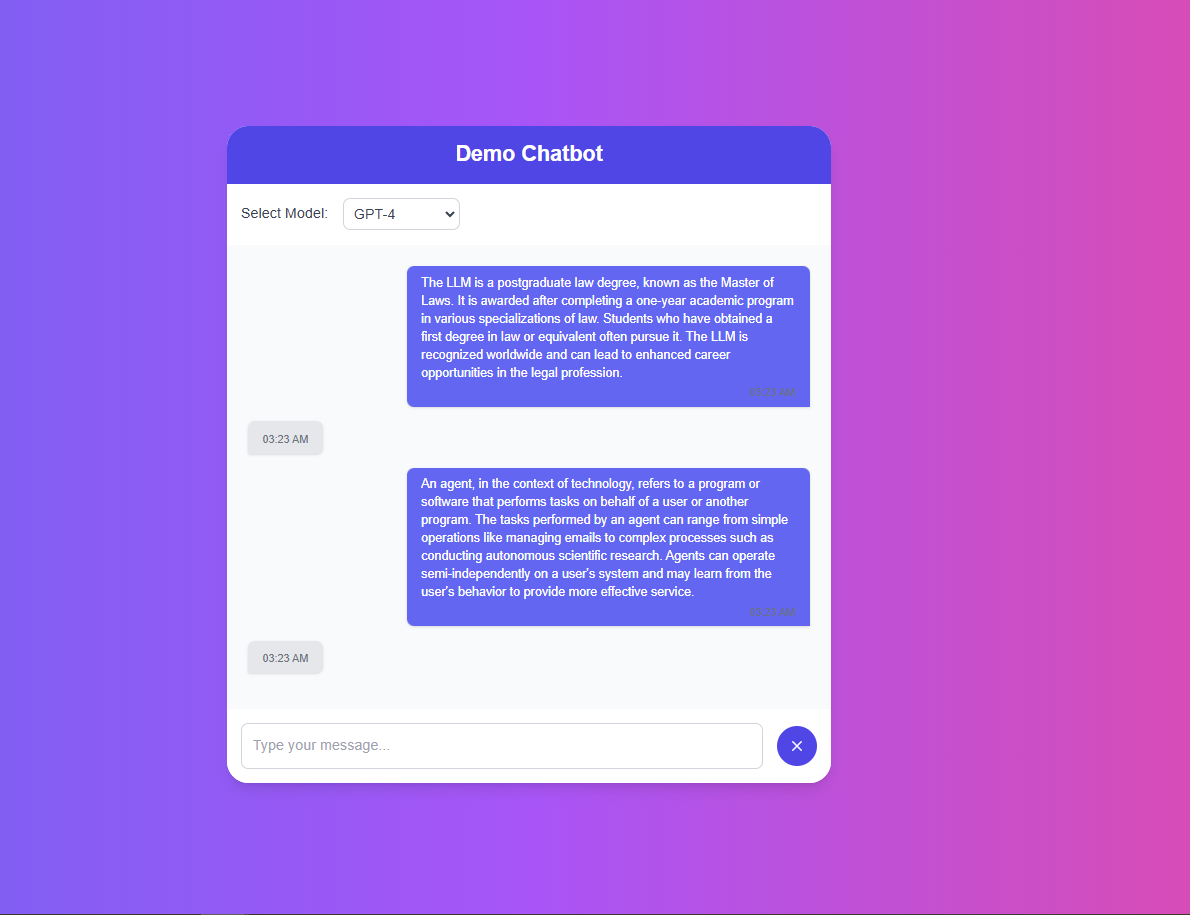 Demo Chatbot
Select Model: GPT-4
The LLM is a postgraduate law degree, known as the Master of
Laws. It is awarded after completing a one-year academic program
in various specializations of law. Students who have obtained a
first degree in law or equivalent often pursue it. The LLM is
recognized worldwide and can lead to enhanced career
opportunities in the legal profession.
03:23 AM
An agent, in the context of technology, refers to a program or
software that performs tasks on behalf of a user or another
program. The tasks performed by an agent can range from simple
operations like managing emails to complex processes such as
conducting autonomous scientific research. Agents can operate
semi-independently on a user's system and may learn from the
user's behavior to provide more effective service.
03:23 AM
Type your message...